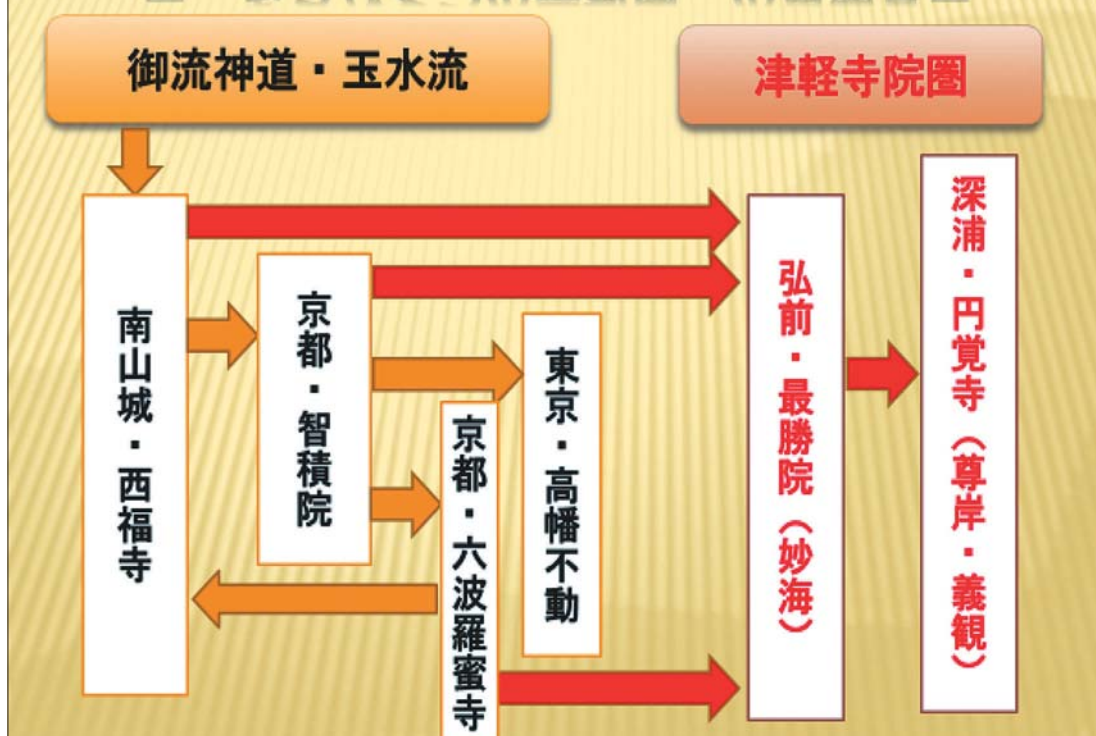 御流神道・玉水流
津軽寺院圏
南山城・西福寺
京都・智積院
京都・六波羅蜜寺
東京・高幡不動
弘前・最勝院（妙海）
深浦・円覚寺（尊岸・義観）